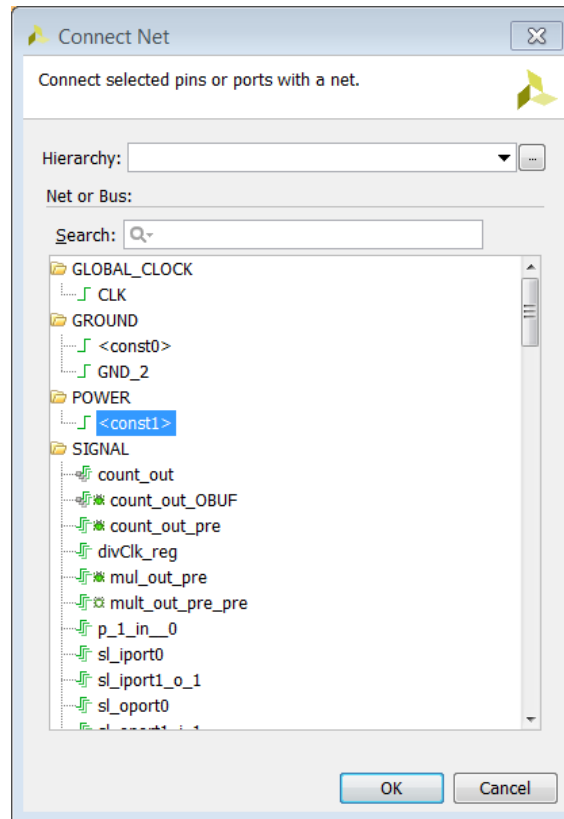 Connect Net
Connect selected pins or ports with a net.
Hierarchy:
...
Net or Bus:
Search:
GLOBAL_CLOCK
CLK
GROUND
<const0>
GND_2
POWER
<const1>
SIGNAL
count_out
count_out_OBUF
count_out_pre
divClk_reg
mul_out_pre
mult_out_pre_pre
p_1_in__0
sl_iport0
sl_iport1_o_1
sl_oport0
OK Cancel